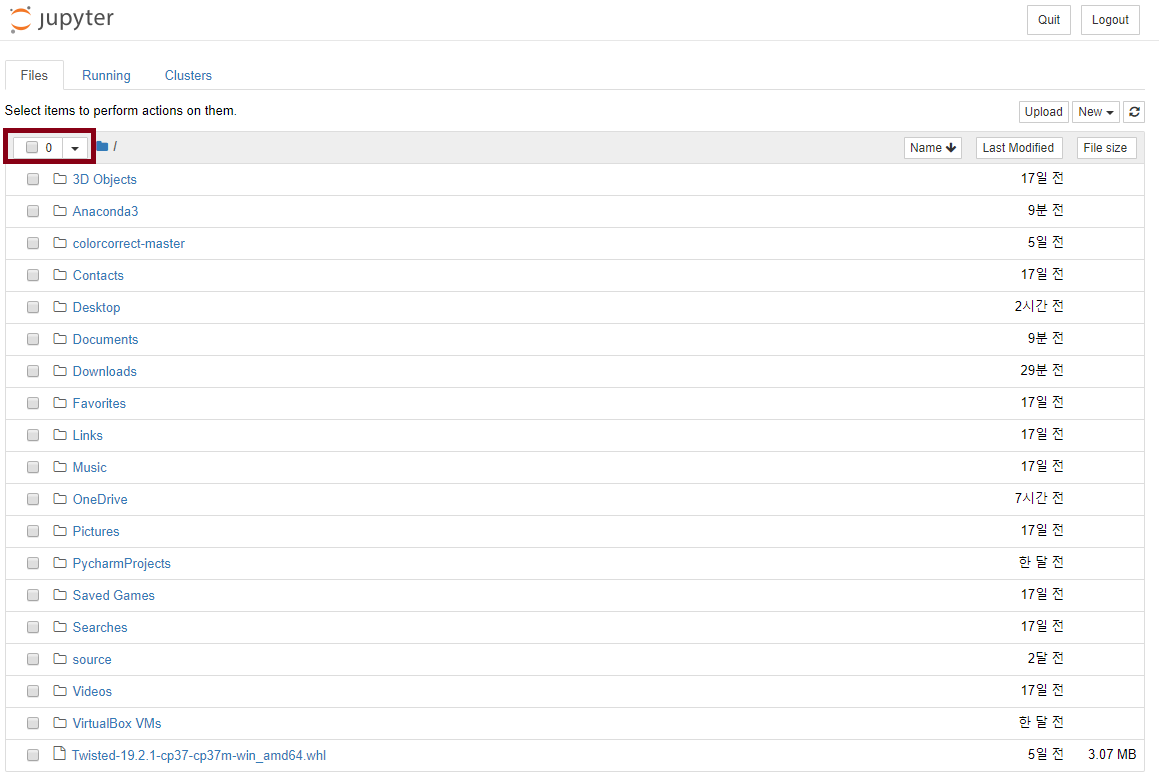 jupyter Quit Logout
Files Running Clusters
Select items to perform actions on them. Upload New
0 / Name Last Modified File size
3D Objects 17일 전
Anaconda3 9분 전
colorcorrect-master 5일 전
Contacts 17일 전
Desktop 2시간 전
Documents 9분 전
Downloads 29분 전
Favorites 17일 전
Links 17일 전
Music 17일 전
OneDrive 7시간 전
Pictures 17일 전
PycharmProjects 한 달 전
Saved Games 17일 전
Searches 17일 전
source 2달 전
Videos 17일 전
VirtualBox VMs 한 달 전
Twisted-19.2.1-cp37-cp37m-win_amd64.whl 5일 전 3.07 MB